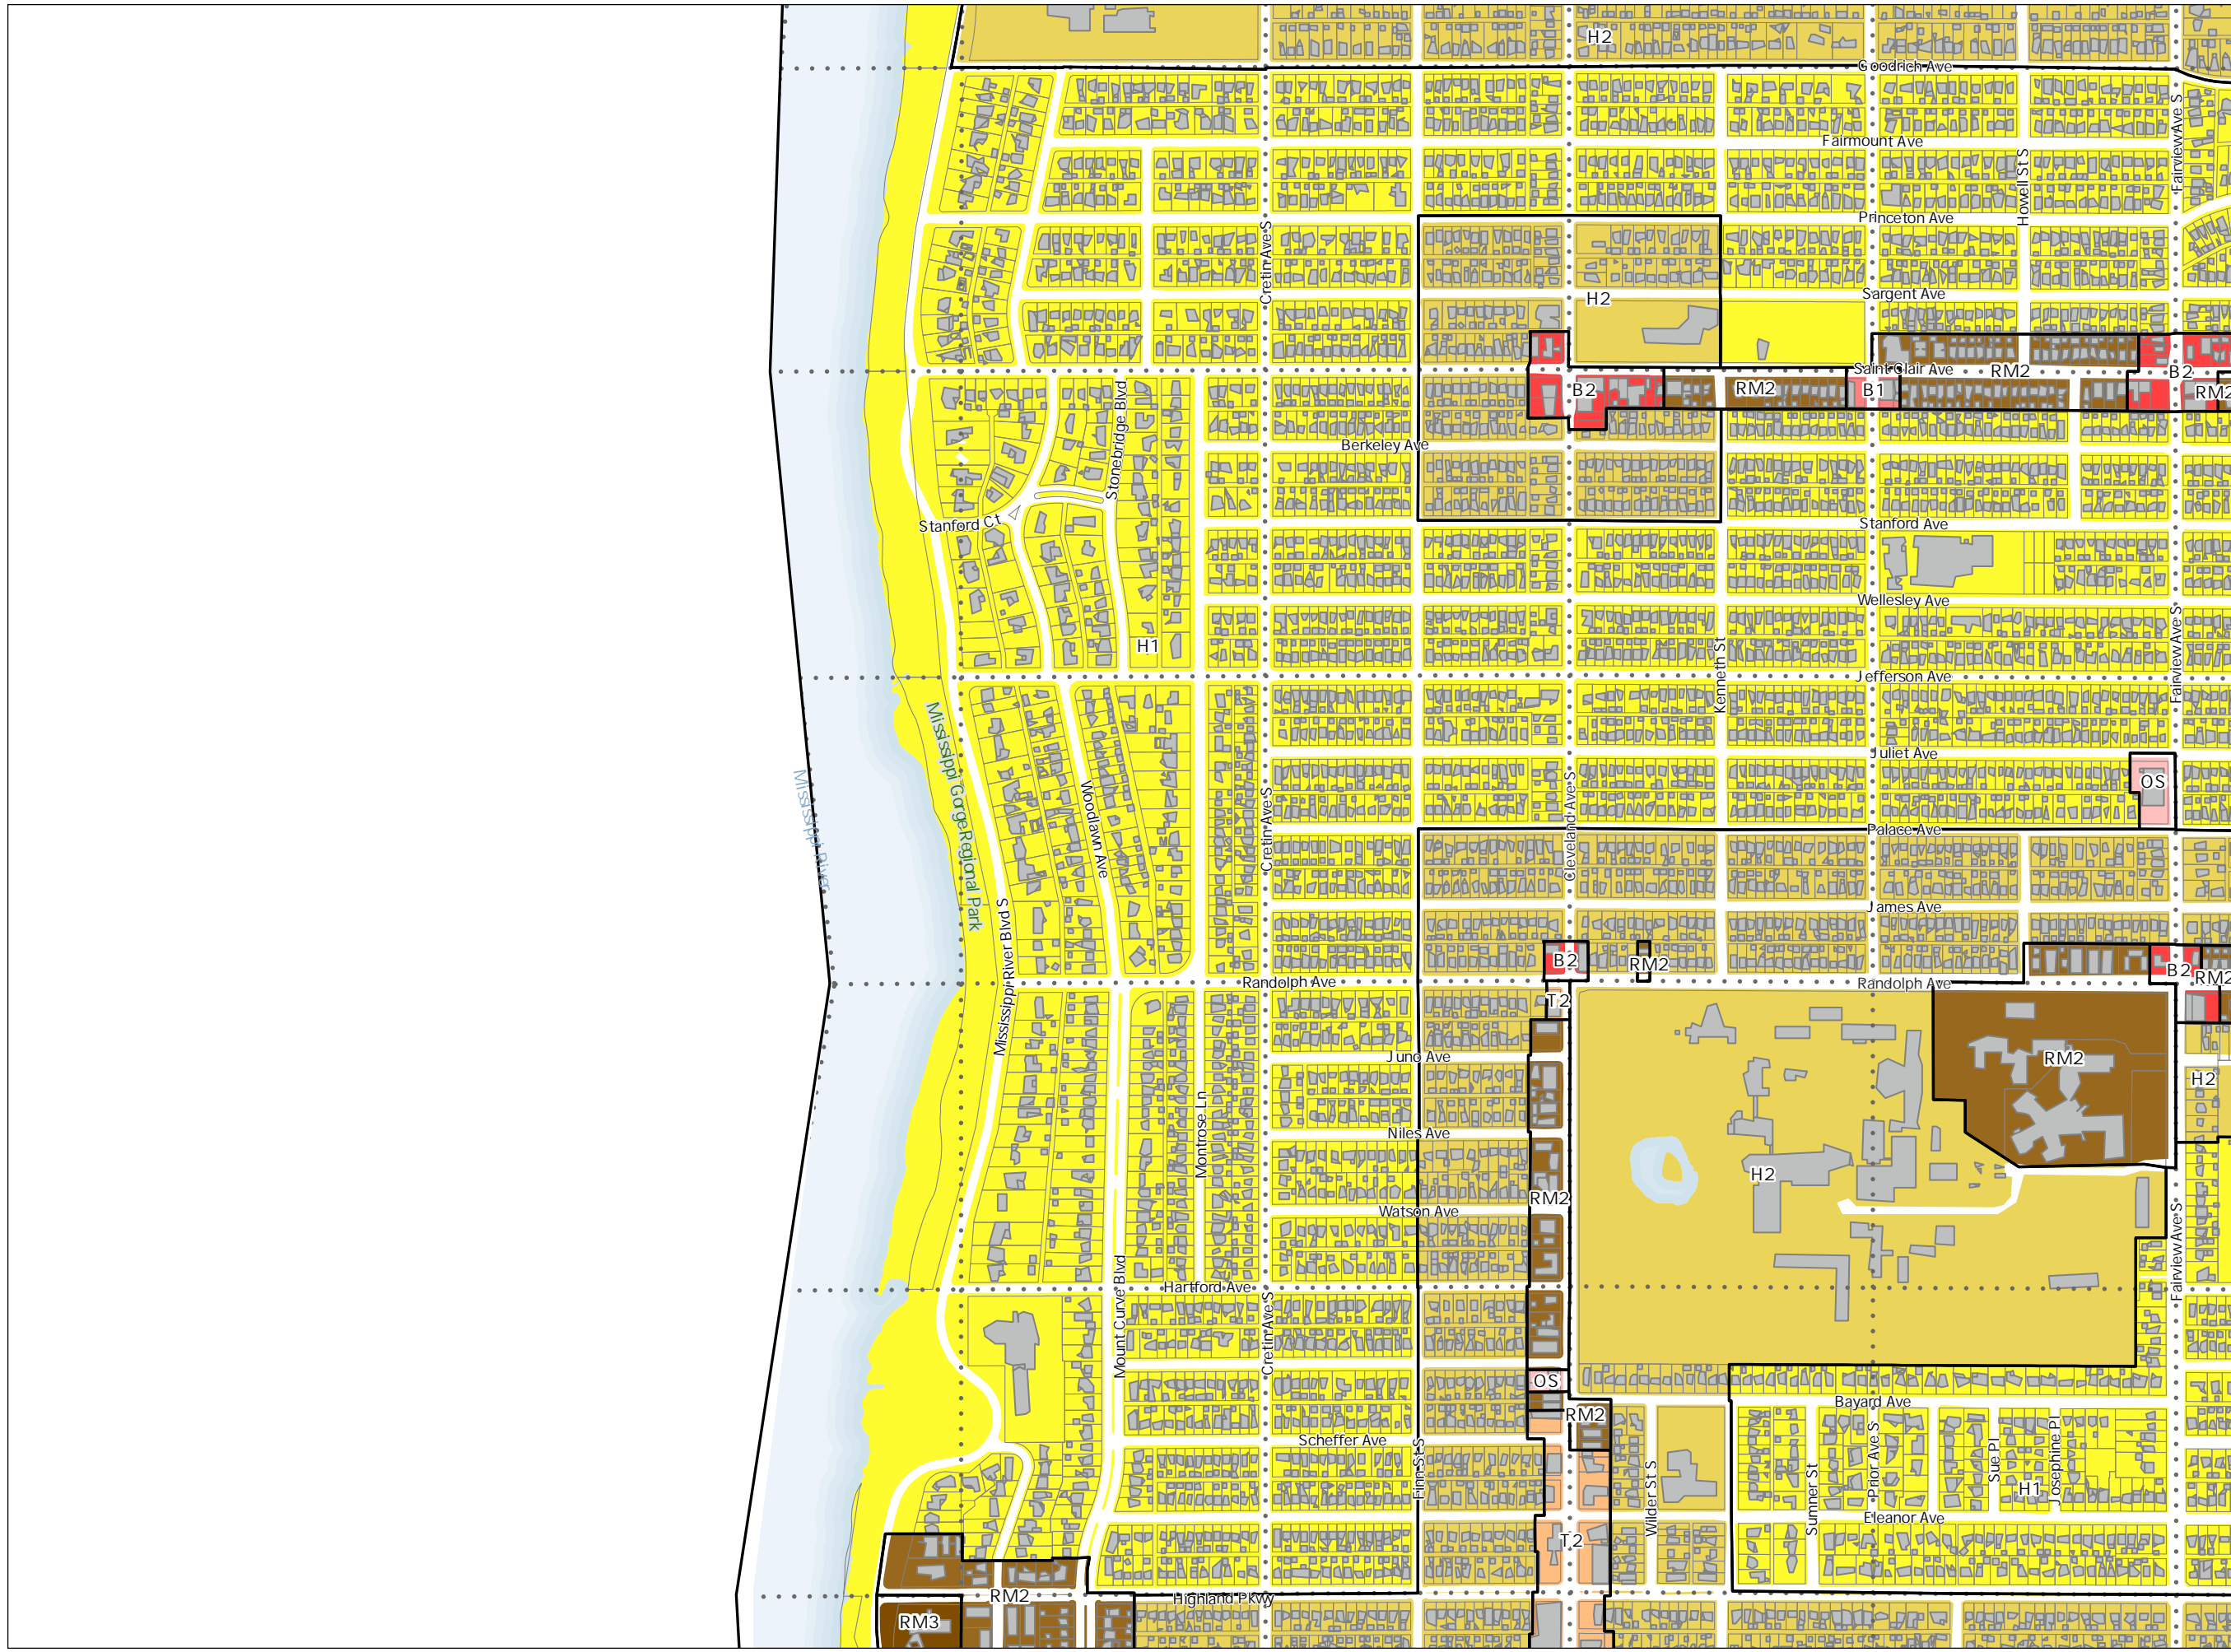 H2
Goodrich Ave
Fairview Ave S
Fairmount Ave
Howell St S
Princeton Ave
Cretin Ave S
Sargent Ave
H2
Saint Clair Ave
RM2
B2
B2
RM2
B1
RM2
Stonebridge Blvd
Berkeley Ave
Stanford Ct
Stanford Ave
Wellesley Ave
Fairview Ave S
H1
Kenneth St
Jefferson Ave
Mississippi Gorge Regional Park
Juliet Ave
OS
Mississippi River
Woodlawn Ave
Cretin Ave S
Cleveland Ave S
Palace Ave
James Ave
Mississippi River Blvd S
B2
RM2
B2
RM2
Randolph Ave
Randolph Ave
T2
Juno Ave
RM2
H2
Montrose Ln
Niles Ave
H2
RM2
Watson Ave
Fairview Ave S
Mount Curve Blvd
Hartford Ave
Cretin Ave S
OS
Bayard Ave
RM2
Scheffer Ave
Finn St S
Wilder St S
Sumner St
Prior Ave S
Sue Pl
Josephine Pl
H1
Eleanor Ave
T2
RM2
Highland Pkwy
RM3